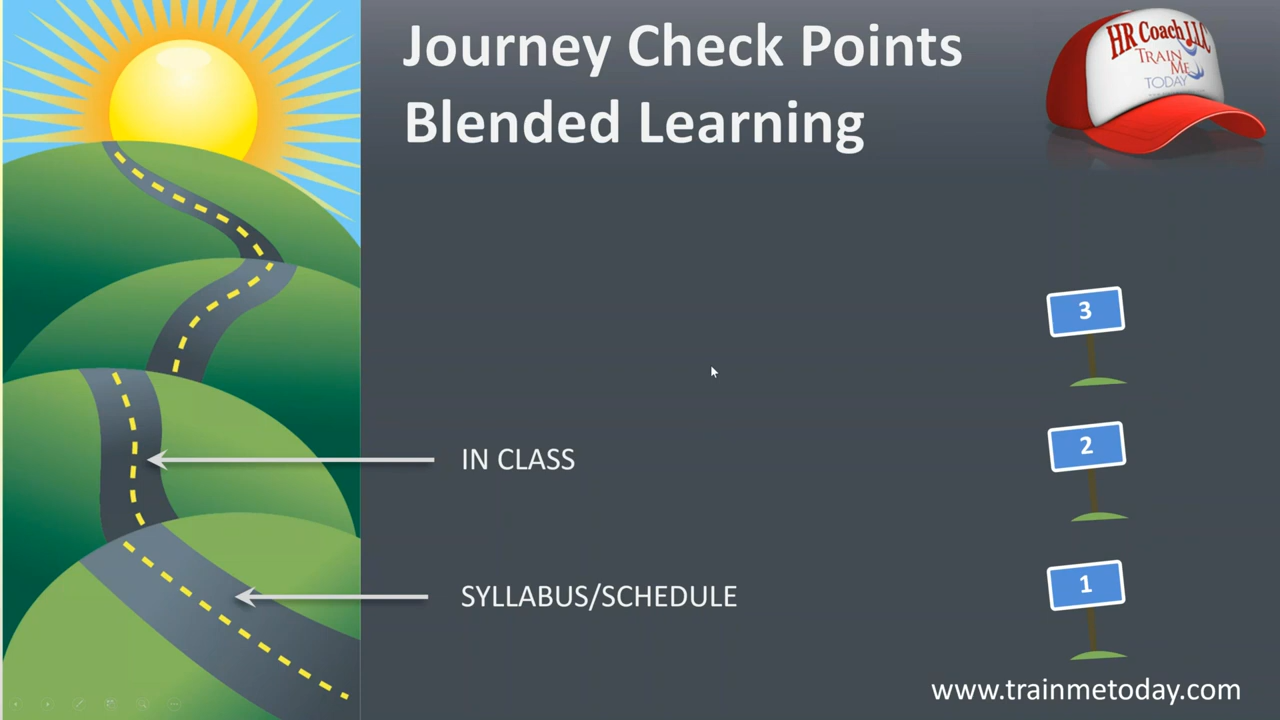 Journey Check Points
Blended Learning
HR Coach LLC
TRAIN
ME
TODAY
3
IN CLASS
2
SYLLABUS/SCHEDULE
1
www.trainmetoday.com